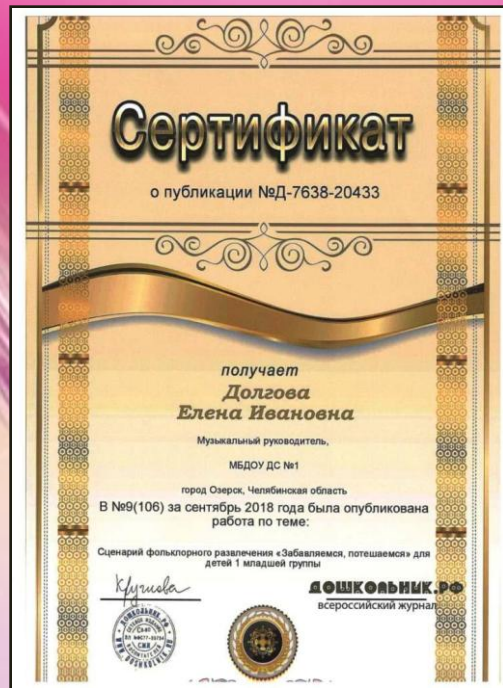 Сертификат
о публикации №Д-7638-20433
получает
Долгова
Елена Ивановна
Музыкальный руководитель,
МБДОУ ДС №1
город Озерск, Челябинская область
В №9(106) за сентябрь 2018 года была опубликована
работа по теме:
Сценарий фольклорного развлечения «Забавляемся, потешаемся» для
детей 1 младшей группы
ДОШКОЛЬНИК.РФ
всероссийский журнал